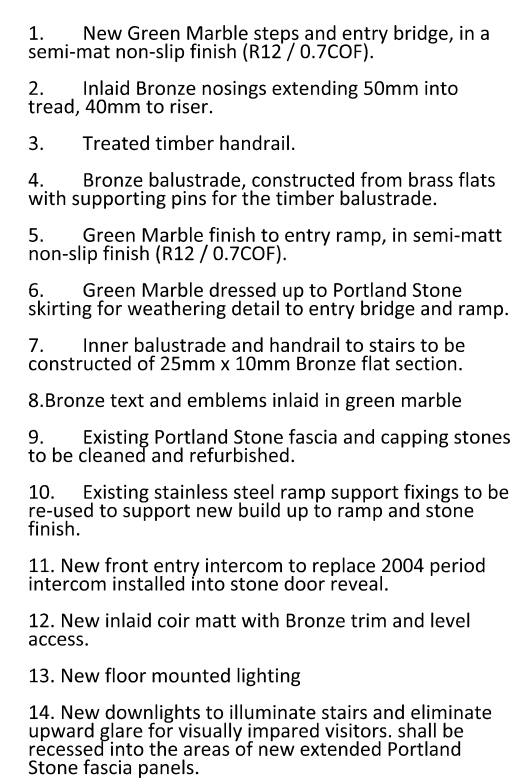 1. New Green Marble steps and entry bridge, in a
semi-mat non-slip finish (R12 / 0.7COF).
2. Inlaid Bronze nosings extending 50mm into
tread, 40mm to riser.
3. Treated timber handrail.
4. Bronze balustrade, constructed from brass flats
with supporting pins for the timber balustrade.
5. Green Marble finish to entry ramp, in semi-matt
non-slip finish (R12 / 0.7COF).
6. Green Marble dressed up to Portland Stone
skirting for weathering detail to entry bridge and ramp.
7. Inner balustrade and handrail to stairs to be
constructed of 25mm x 10mm Bronze flat section.
8.Bronze text and emblems inlaid in green marble
9. Existing Portland Stone fascia and capping stones
to be cleaned and refurbished.
10. Existing stainless steel ramp support fixings to be
re-used to support new build up to ramp and stone
finish.
11. New front entry intercom to replace 2004 period
intercom installed into stone door reveal.
12. New inlaid coir matt with Bronze trim and level
access.
13. New floor mounted lighting
14. New downlights to illuminate stairs and eliminate
upward glare for visually impared visitors. shall be
recessed into the areas of new extended Portland
Stone fascia panels.